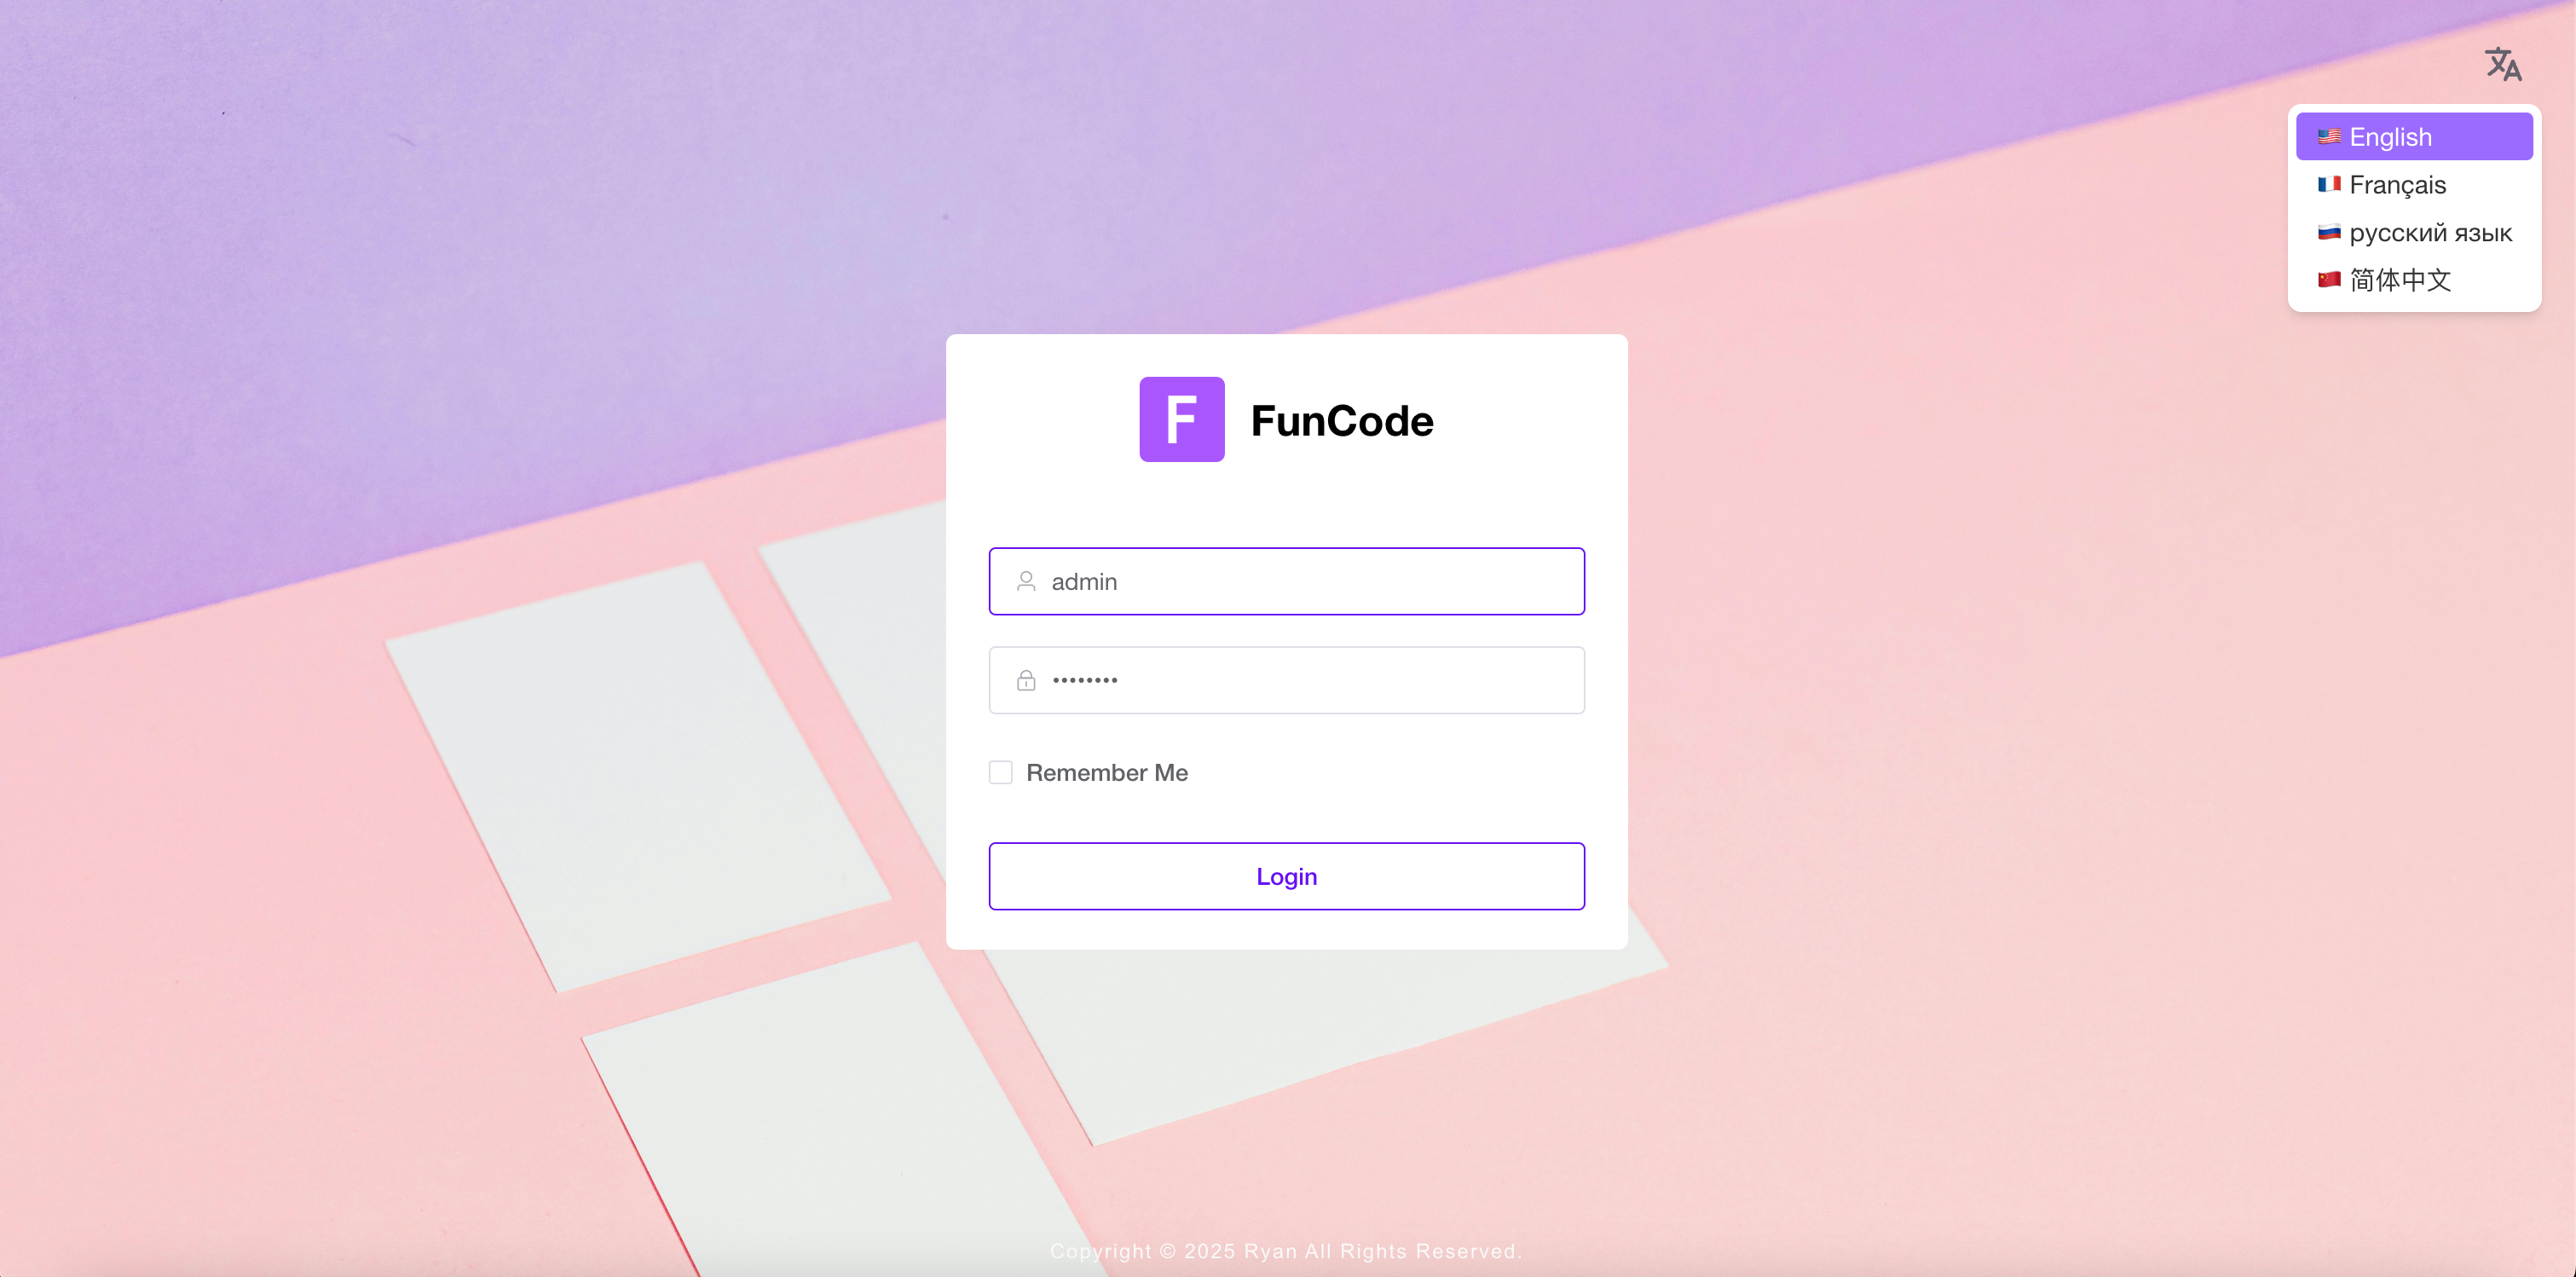 English
Français
русский язык
简体中文
F FunCode
admin
••••••••
Remember Me
Login
Copyright © 2025 Ryan All Rights Reserved.